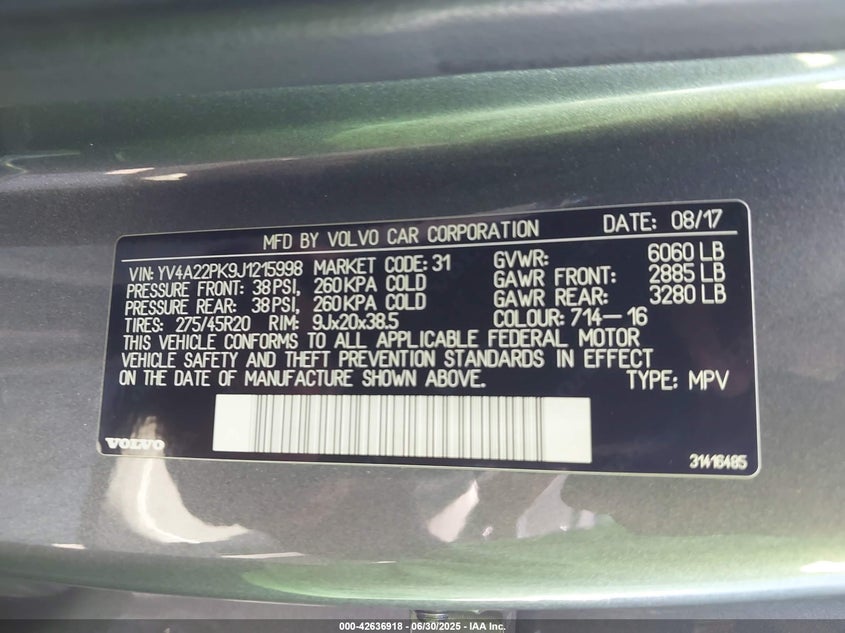 MFD BY VOLVO CAR CORPORATION DATE: 08/17
VIN: YV4A22PK9J1215998 MARKET CODE: 31 GVWR: 6060 LB
PRESSURE FRONT: 38 PSI, 260 KPA COLD GAWR FRONT: 2885 LB
PRESSURE REAR: 38 PSI, 260 KPA COLD GAWR REAR: 3280 LB
TIRES: 275/45R20 RIM: 9Jx20x38.5 COLOUR: 714-16
THIS VEHICLE CONFORMS TO ALL APPLICABLE FEDERAL MOTOR
VEHICLE SAFETY AND THEFT PREVENTION STANDARDS IN EFFECT
ON THE DATE OF MANUFACTURE SHOWN ABOVE. TYPE: MPV
VOLVO
31416485
000-42636918 - 06/30/2025 - IAA Inc.